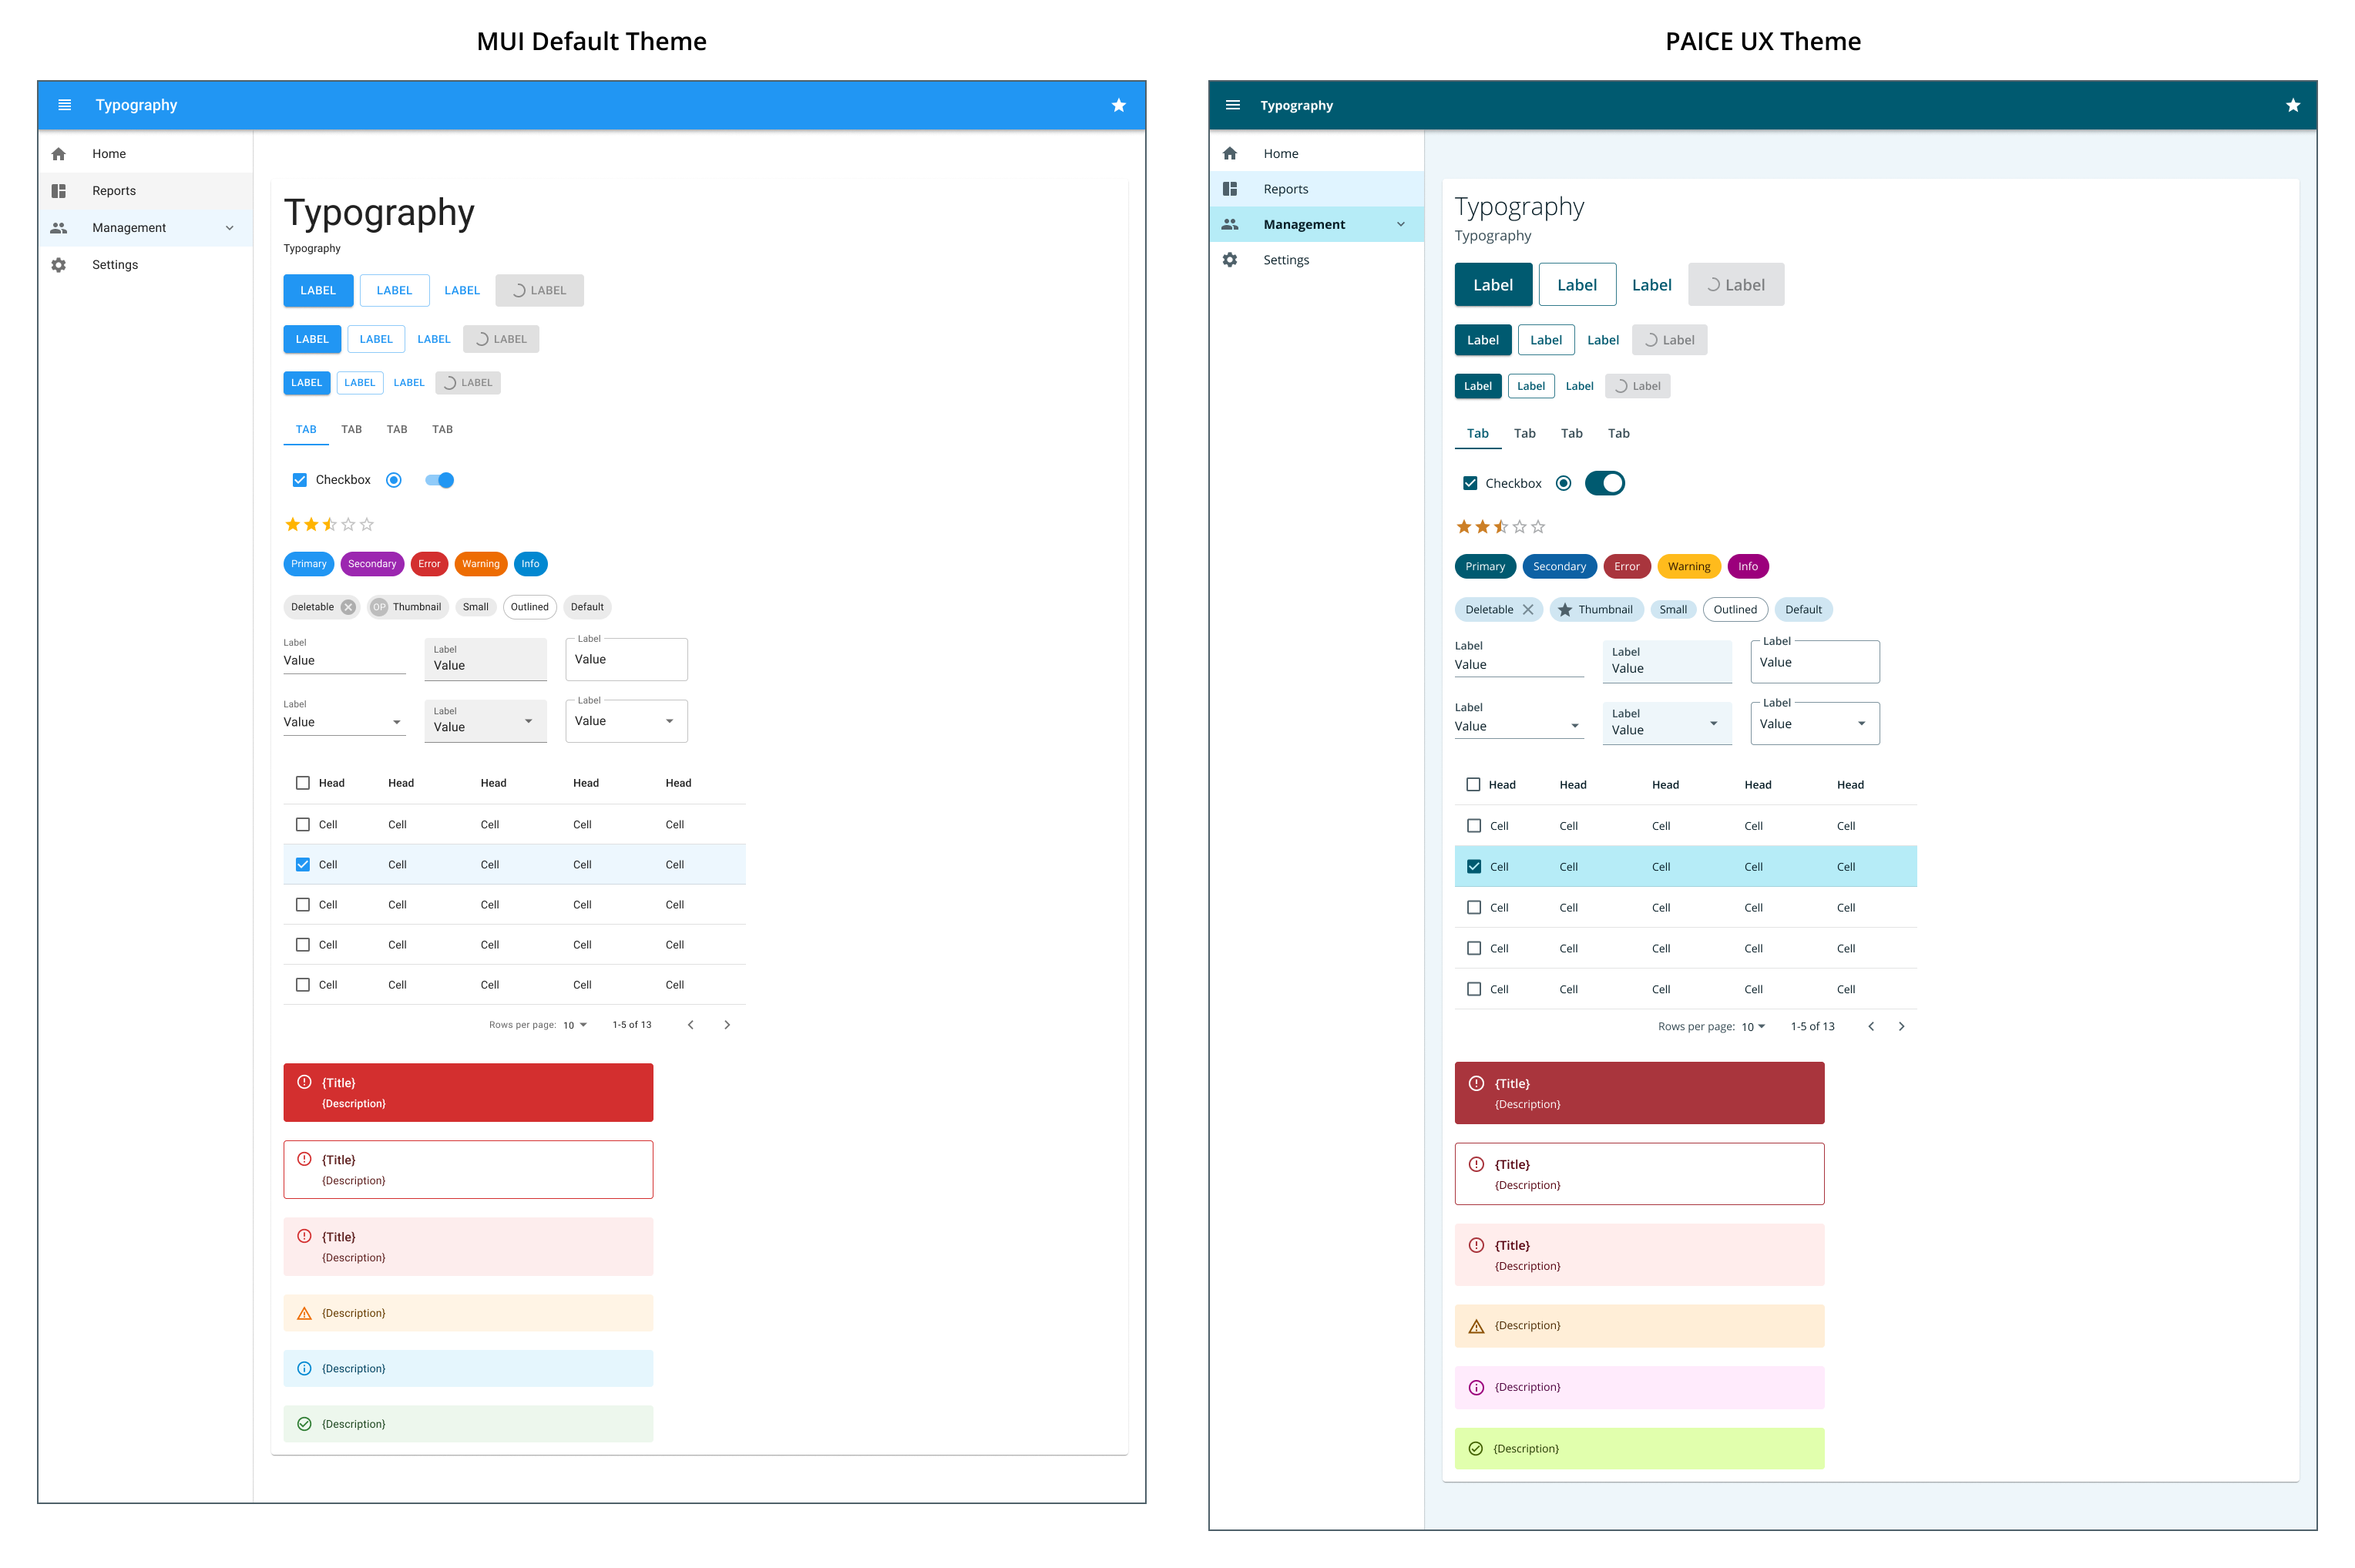 MUI Default Theme
Typography
Home
Reports
Management
Settings
Typography
Typography
LABEL LABEL LABEL LABEL
LABEL LABEL LABEL LABEL
LABEL LABEL LABEL LABEL
TAB TAB TAB TAB
Checkbox
Primary Secondary Error Warning Info
Deletable OP Thumbnail Small Outlined Default
Label Label Label
Value Value Value
Label Label Label
Value Value Value
Head Head Head Head Head
Cell Cell Cell Cell Cell
Cell Cell Cell Cell Cell
Cell Cell Cell Cell Cell
Cell Cell Cell Cell Cell
Cell Cell Cell Cell Cell
Rows per page: 10 1-5 of 13
{Title}
{Description}
{Title}
{Description}
{Title}
{Description}
{Description}
{Description}
{Description}
PAICE UX Theme
Typography
Home
Reports
Management
Settings
Typography
Typography
Label Label Label Label
Label Label Label Label
Label Label Label Label
Tab Tab Tab Tab
Checkbox
Primary Secondary Error Warning Info
Deletable Thumbnail Small Outlined Default
Label Label Label
Value Value Value
Label Label Label
Value Value Value
Head Head Head Head Head
Cell Cell Cell Cell Cell
Cell Cell Cell Cell Cell
Cell Cell Cell Cell Cell
Cell Cell Cell Cell Cell
Cell Cell Cell Cell Cell
Rows per page: 10 1-5 of 13
{Title}
{Description}
{Title}
{Description}
{Title}
{Description}
{Description}
{Description}
{Description}